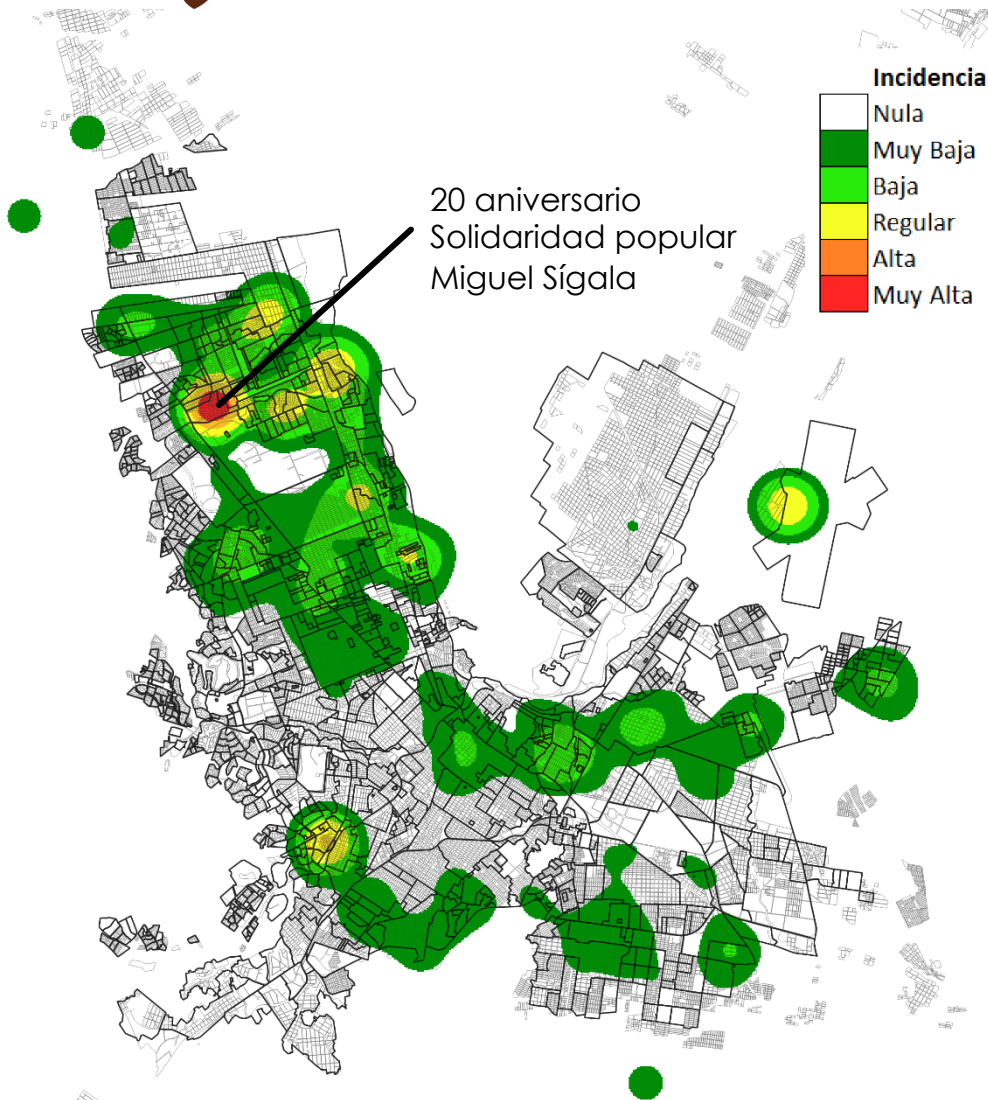 Incidencia
Nula
Muy Baja
Baja
Regular
Alta
Muy Alta
20 aniversario
Solidaridad popular
Miguel Sígala